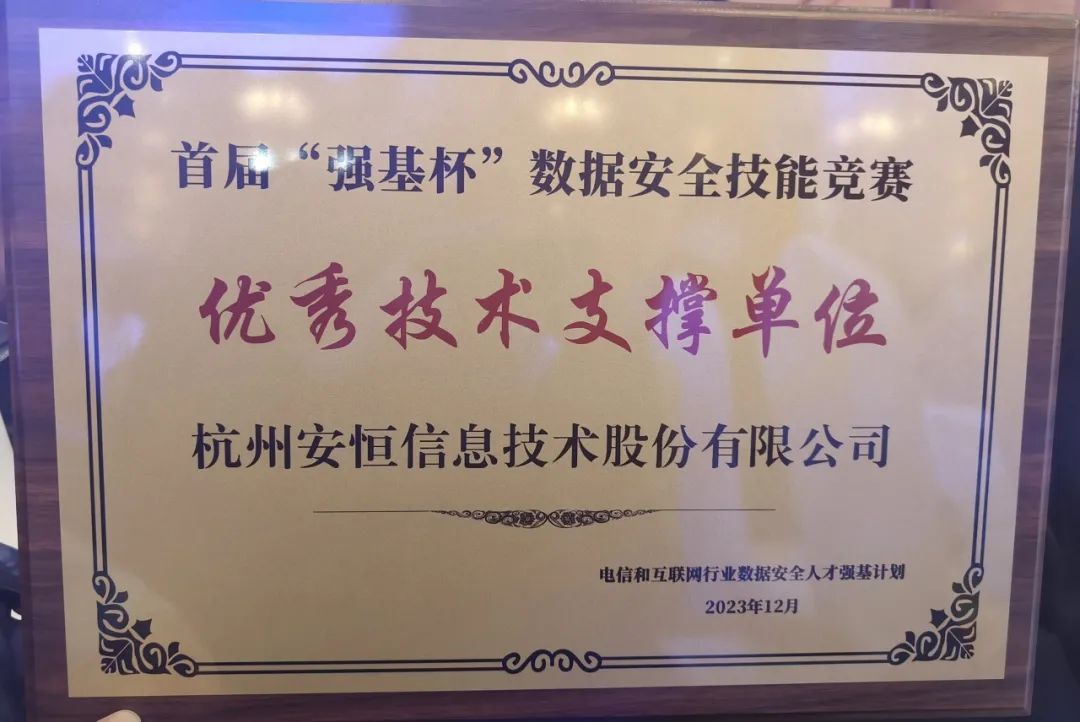 首届“强基杯”数据安全技能竞赛
优秀技术支撑单位
杭州安恒信息技术股份有限公司
电信和互联网行业数据安全人才强基计划
2023年12月